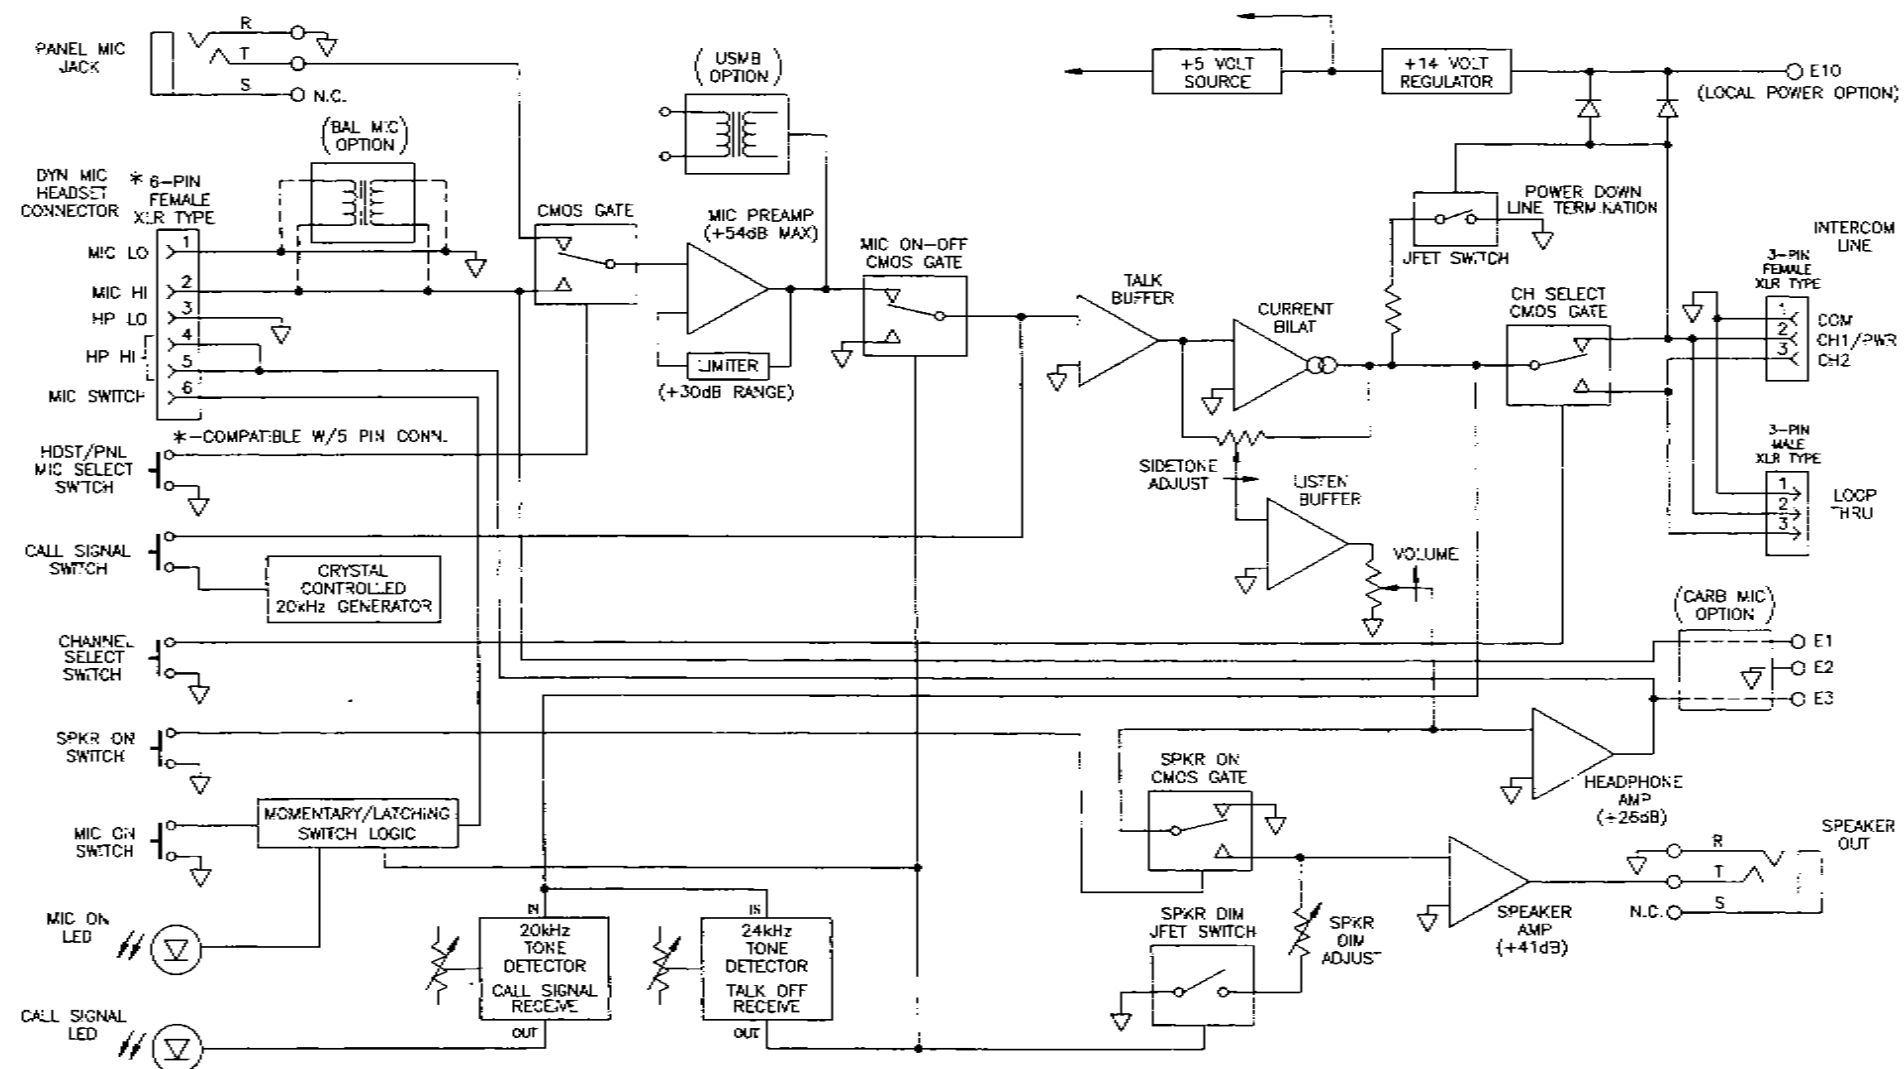 PANEL MIC
JACK
R
T
S
N.C.
(USMB
OPTION)
+5 VOLT
SOURCE
+14 VOLT
REGULATOR
E10
(LOCAL POWER OPTION)
(BAL MIC
OPTION)
DYN MIC
HEADSET
CONNECTOR
* 6-PIN
FEMALE
XLR TYPE
MIC LO
1
MIC HI
2
HP LO
3
HP HI
4
5
MIC SWITCH
6
*-COMPATIBLE W/5 PIN CONN.
CMOS GATE
MIC PREAMP
(+54dB MAX)
LIMITER
(+30dB RANGE)
MIC ON-OFF
CMOS GATE
TALK
BUFFER
CURRENT
BILAT
POWER DOWN
LINE TERMINATION
JFET SWITCH
CH SELECT
CMOS GATE
INTERCOM
LINE
3-PIN
FEMALE
XLR TYPE
1
COM
2
CH1/PWR
3
CH2
3-PIN
MALE
XLR TYPE
1
2
3
LOOP
THRU
SIDETONE
ADJUST
LISTEN
BUFFER
VOLUME
HDST/PNL
MIC SELECT
SWITCH
CALL SIGNAL
SWITCH
CRYSTAL
CONTROLLED
20kHz GENERATOR
CHANNEL
SELECT
SWITCH
(CARB MIC
OPTION)
E1
E2
E3
SPKR ON
SWITCH
SPKR ON
CMOS GATE
HEADPHONE
AMP
(+26dB)
MIC ON
SWITCH
MOMENTARY/LATCHING
SWITCH LOGIC
SPEAKER
OUT
R
T
S
N.C.
SPEAKER
AMP
(+41dB)
MIC ON
LED
IN
20kHz
TONE
DETECTOR
CALL SIGNAL
RECEIVE
OUT
24kHz
TONE
DETECTOR
TALK OFF
RECEIVE
OUT
SPKR DIM
JFET SWITCH
SPKR
DIM
ADJUST
CALL SIGNAL
LED